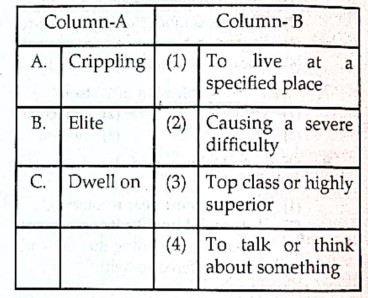 Column-A Column- B
A. Crippling (1) To live at a
specified place
B. Elite (2) Causing a severe
difficulty
C. Dwell on (3) Top class or highly
superior
(4) To talk or think
about something